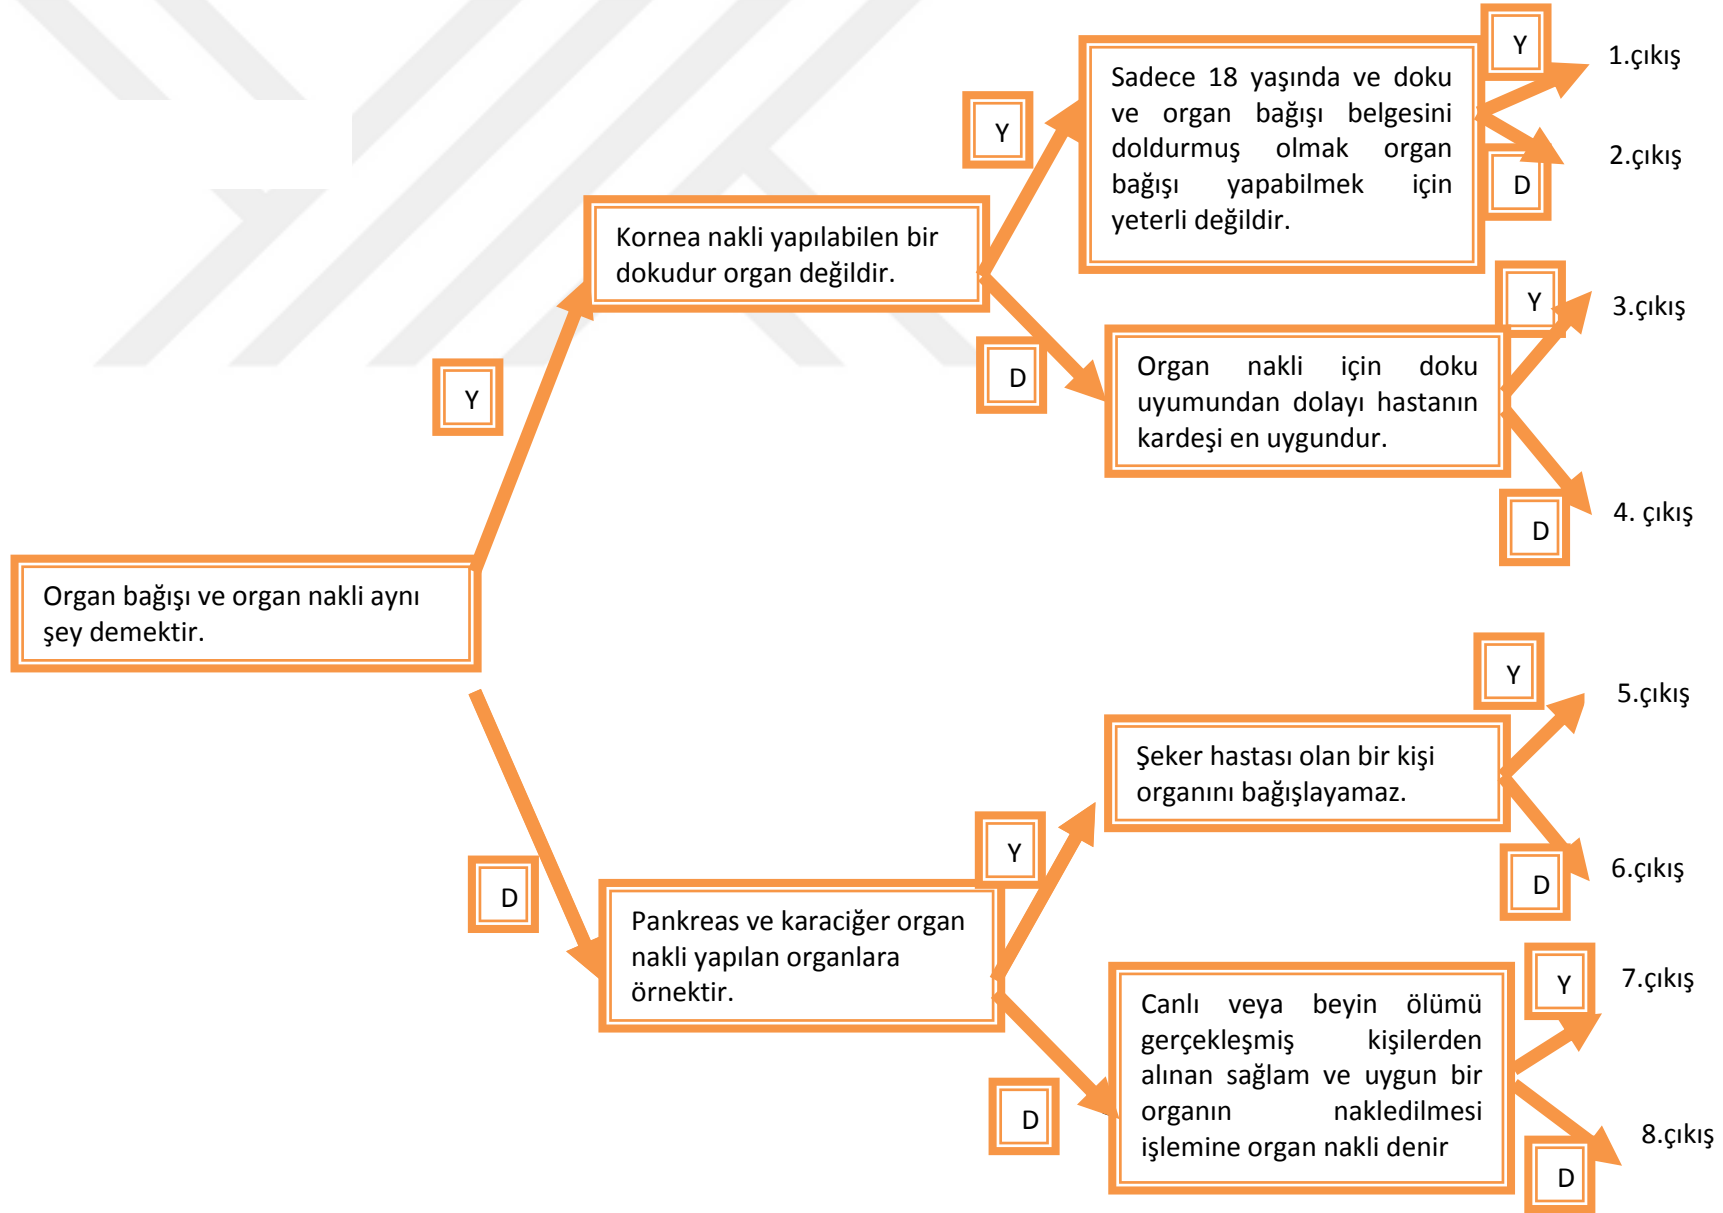 Organ bağışı ve organ nakli aynı
şey demektir.
Y
D
Kornea nakli yapılabilen bir
dokudur organ değildir.
Y
D
Pankreas ve karaciğer organ
nakli yapılan organlara
örnektir.
Y
D
Sadece 18 yaşında ve doku
ve organ bağışı belgesini
doldurmuş olmak organ
bağışı yapabilmek için
yeterli değildir.
Y
1.çıkış
D
2.çıkış
Organ nakli için doku
uyumundan dolayı hastanın
kardeşi en uygundur.
Y
3.çıkış
D
4. çıkış
Şeker hastası olan bir kişi
organını bağışlayamaz.
Y
5.çıkış
D
6.çıkış
Canlı veya beyin ölümü
gerçekleşmiş kişilerden
alınan sağlam ve uygun bir
organın nakledilmesi
işlemine organ nakli denir
Y
7.çıkış
D
8.çıkış